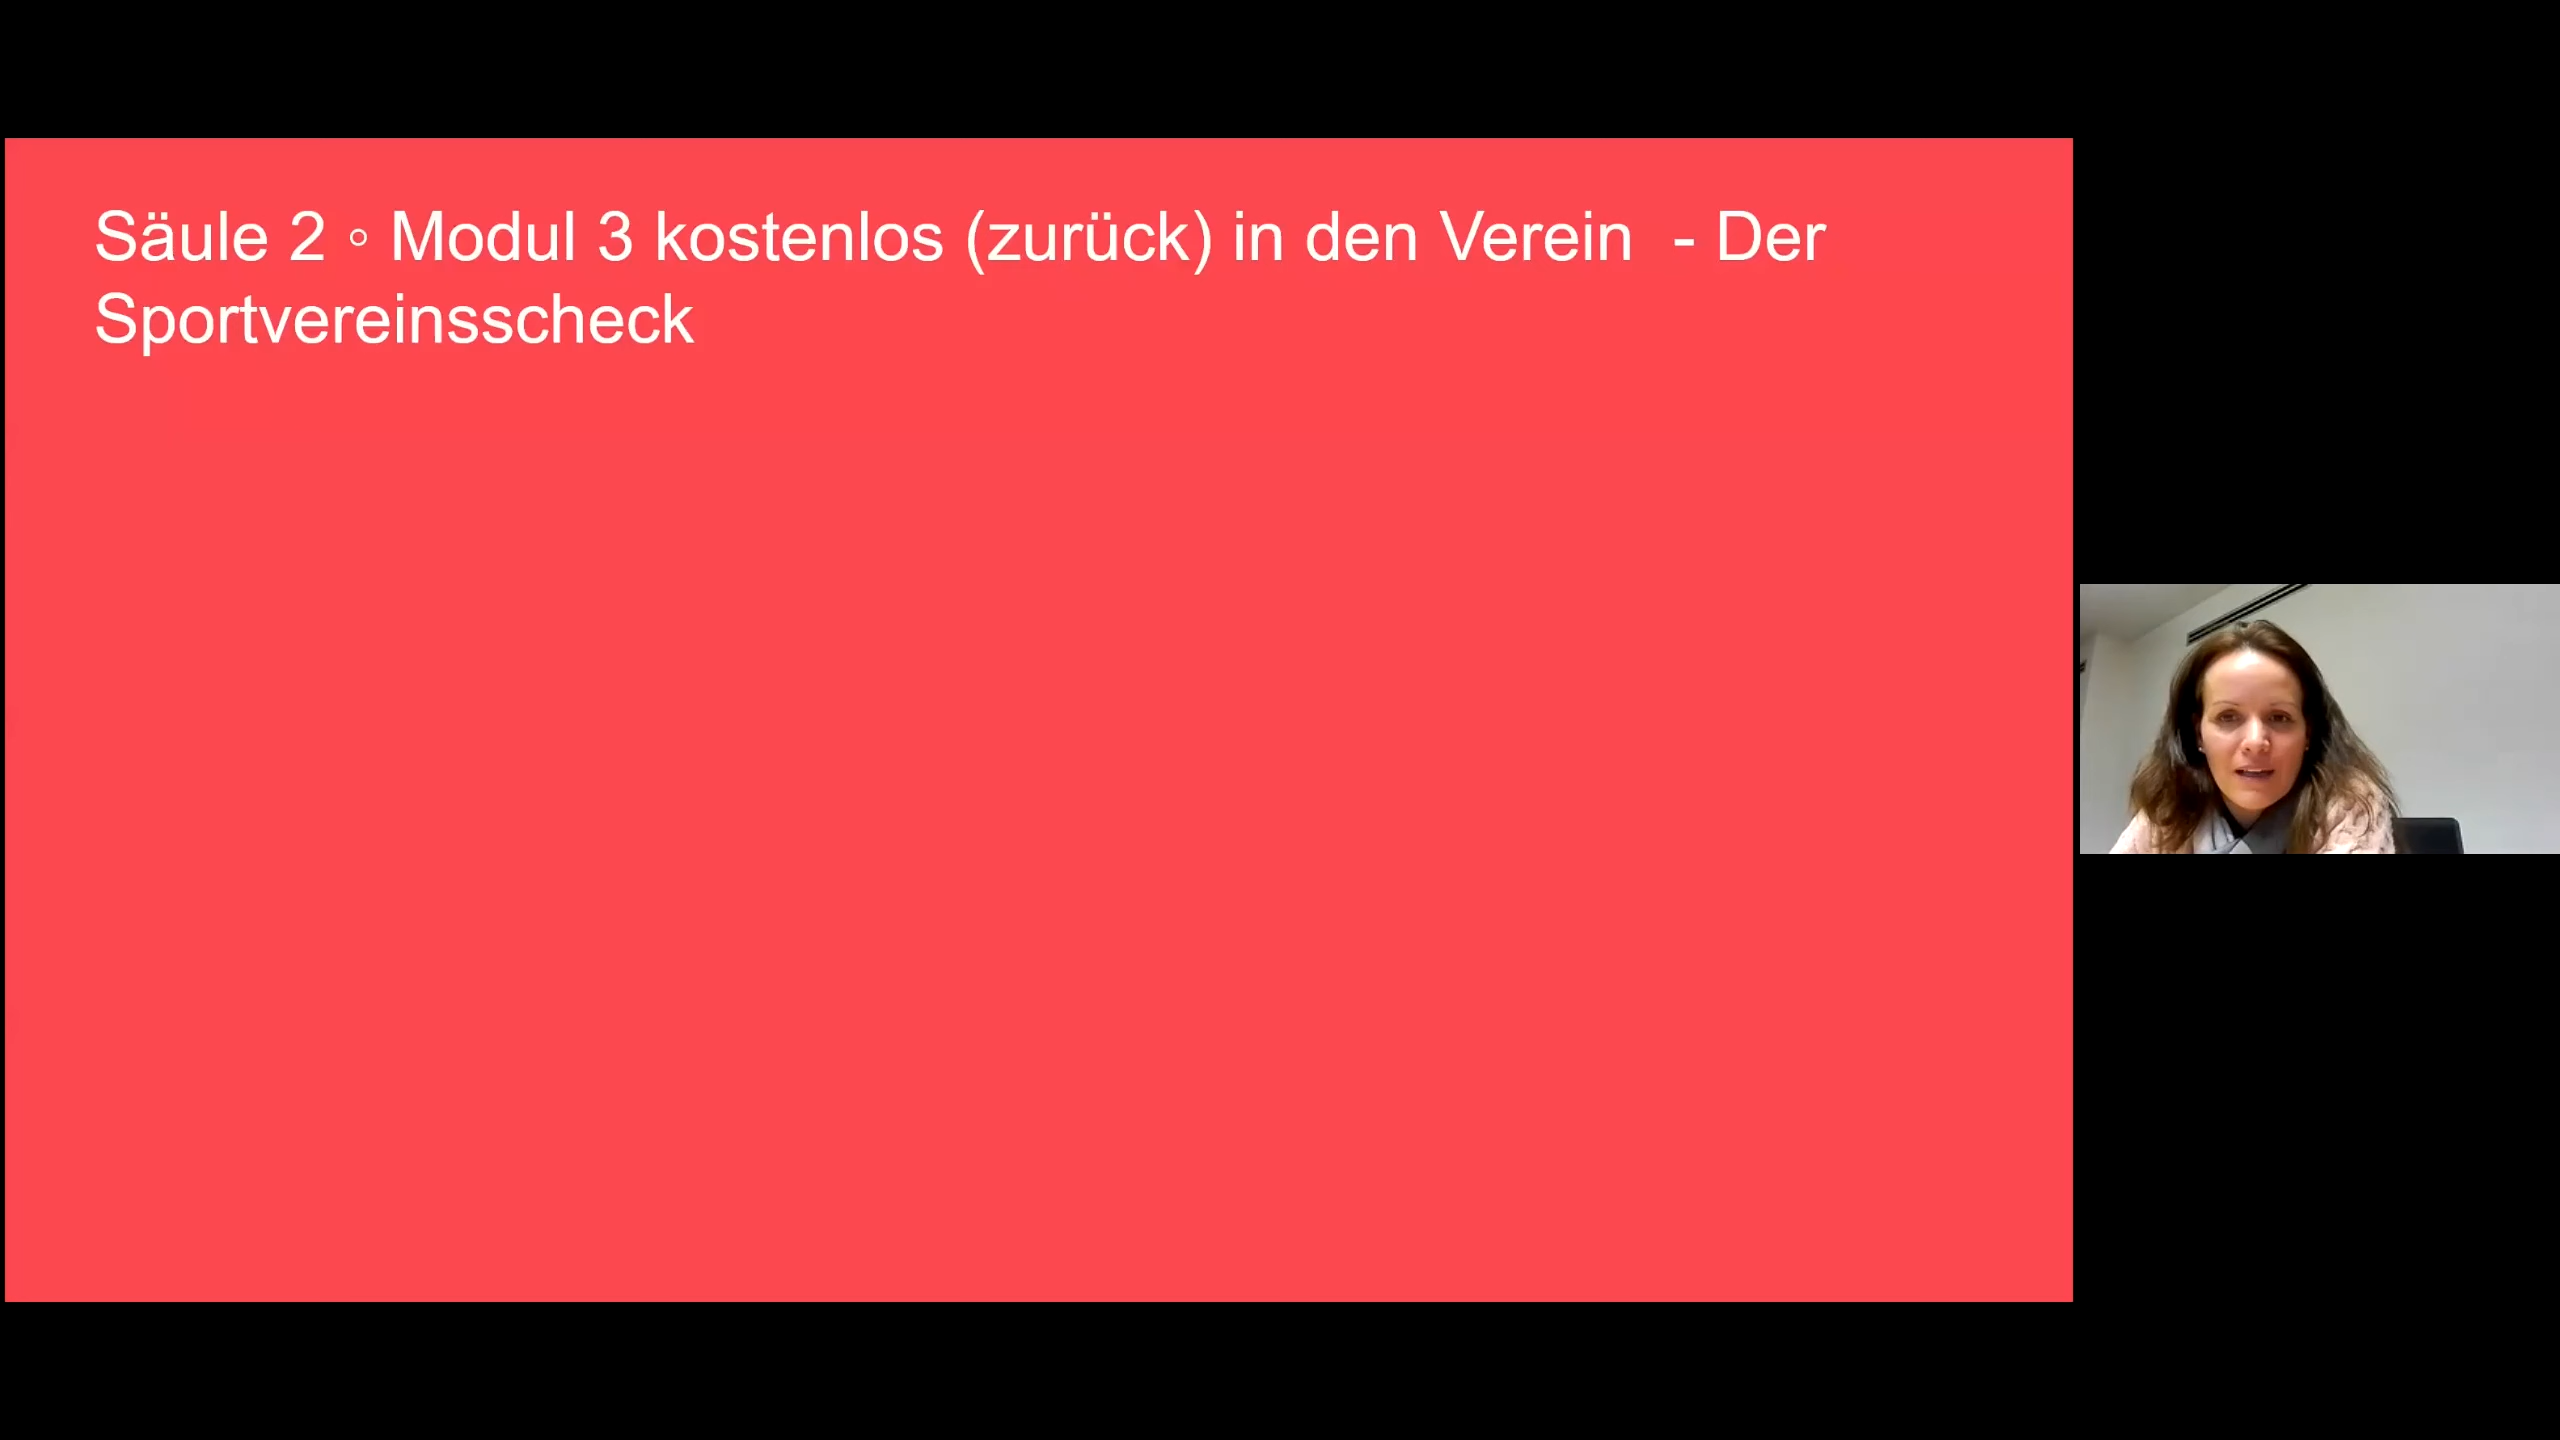 Säule 2 ◦ Modul 3 kostenlos (zurück) in den Verein  - Der
Sportvereinsscheck